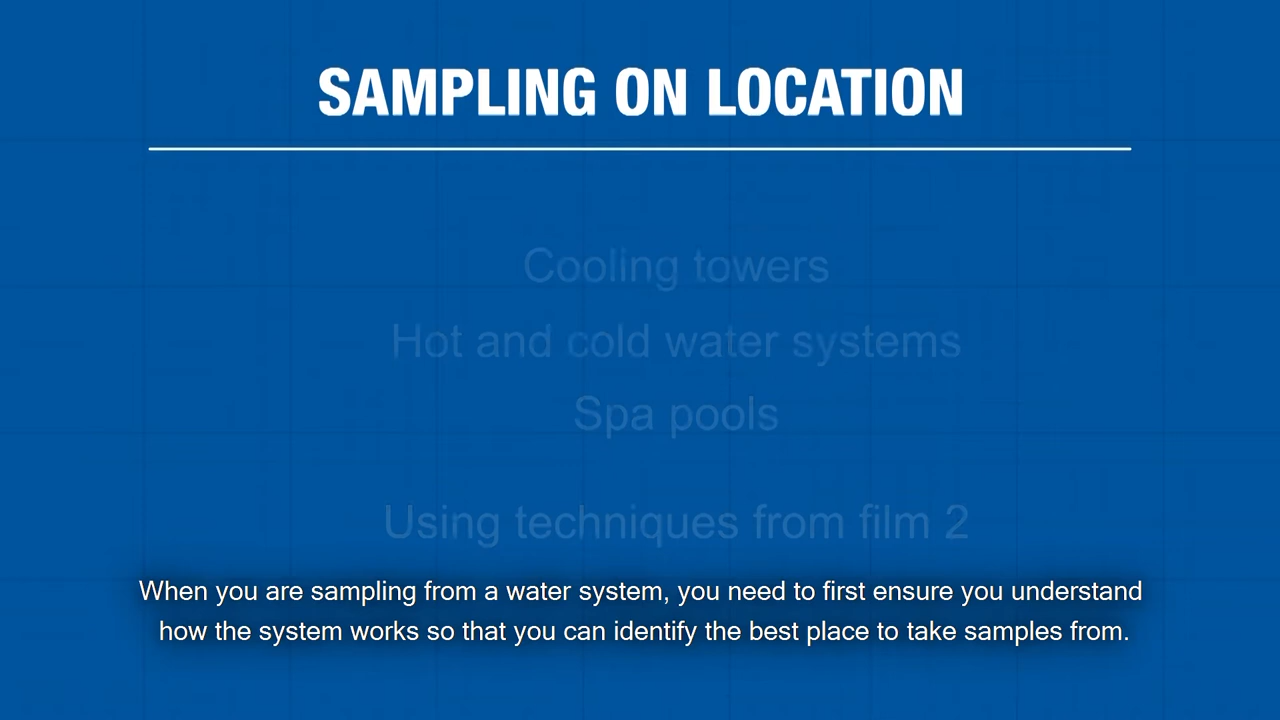 SAMPLING ON LOCATION
Cooling towers
Hot and cold water systems
Spa pools
Using techniques from film 2
When you are sampling from a water system, you need to first ensure you understand
how the system works so that you can identify the best place to take samples from.